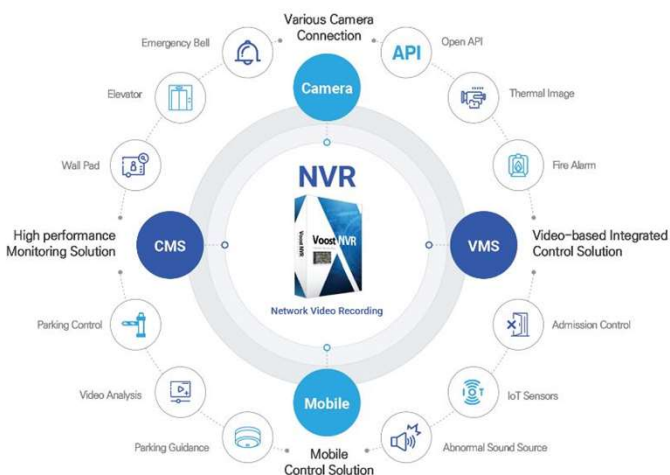 Various Camera
Connection
Emergency Bell
API
Open API
Elevator
Camera
Thermal Image
Wall Pad
Fire Alarm
NVR
Voost NVR
Voost NVR
High performance
Monitoring Solution
CMS
VMS
Video-based Integrated
Control Solution
Network Video Recording
Parking Control
Admission Control
Video Analysis
Mobile
I T
IoT Sensors
Parking Guidance
Abnormal Sound Source
Mobile
Control Solution